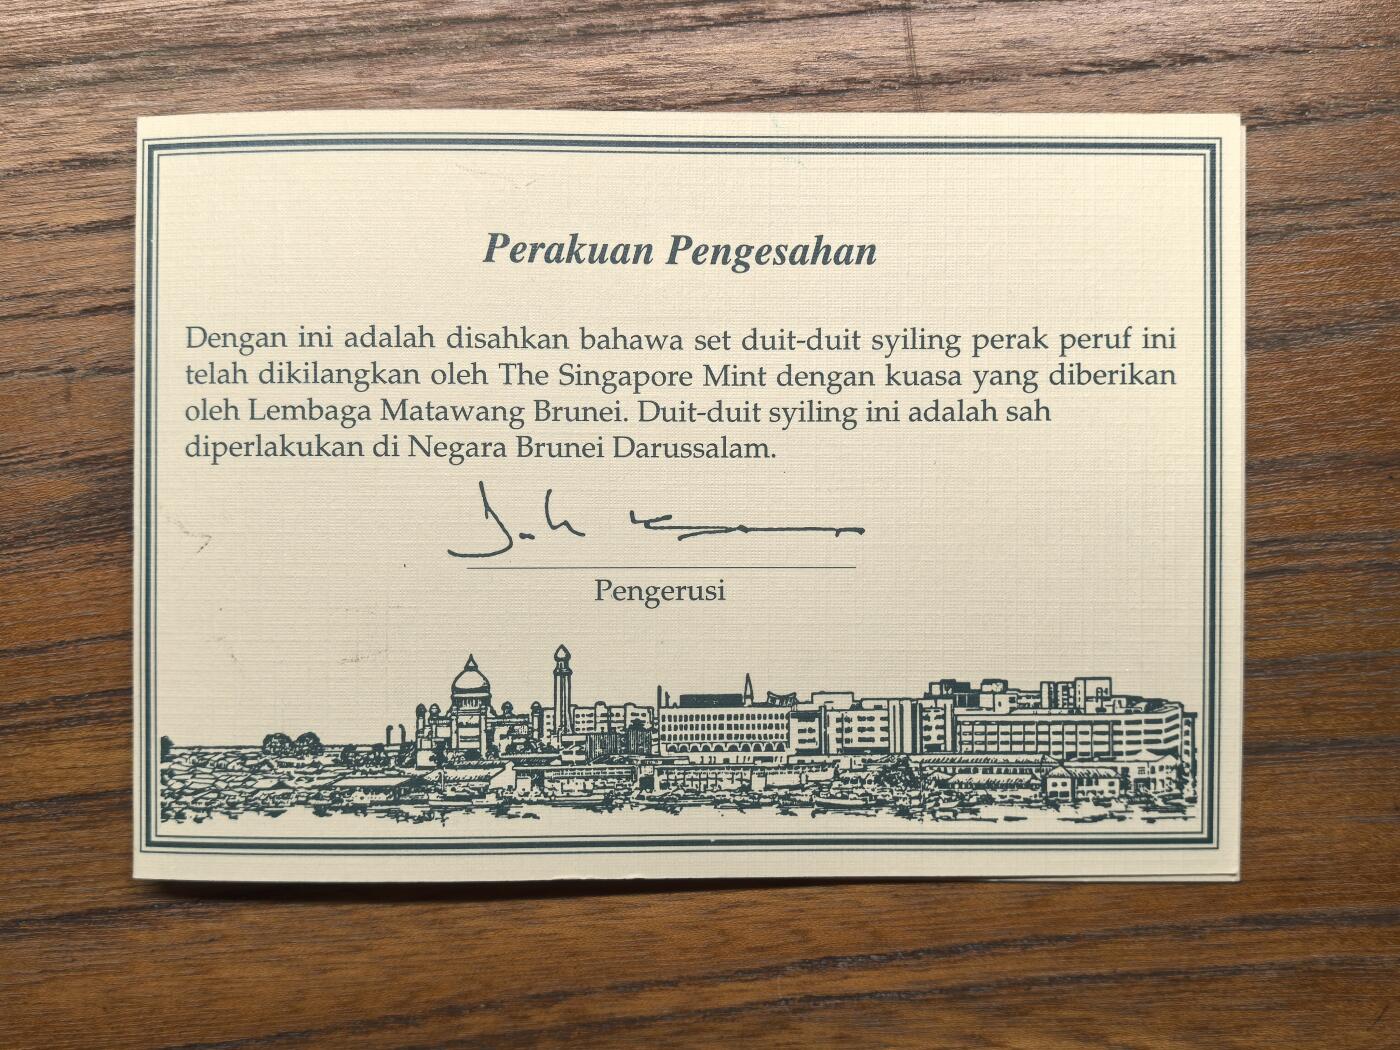 Perakuan Pengesahan
Dengan ini adalah disahkan bahawa set duit-duit syiling perak peruf ini
telah dikilangkan oleh The Singapore Mint dengan kuasa yang diberikan
oleh Lembaga Matawang Brunei. Duit-duit syiling ini adalah sah
diperlakukan di Negara Brunei Darussalam.
Pengerusi